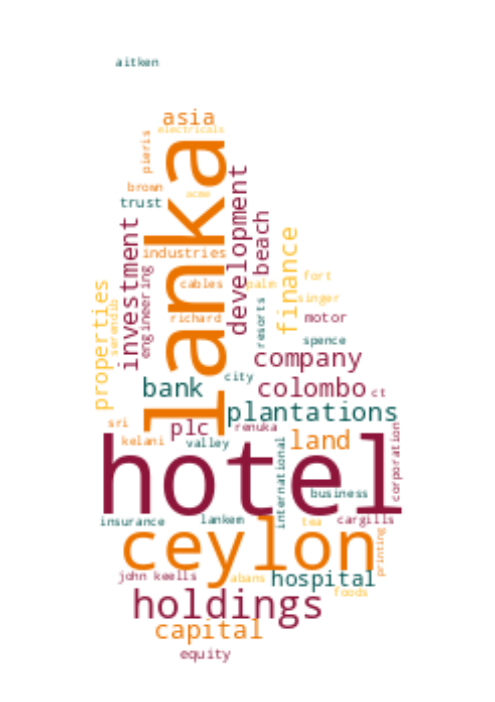 aitken
asia
electricals
pieris
brown
acme
trust
lanka
development
beach
investment
engineering
industries
finance
properties
serendib
cables
palm
fort
resorts
singer
richard
motor
spence
company
city
bank
colombo
ct
plantations
sri
plc
renuka
kelani
valley
land
corporation
international
hotel
business
insurance
lankem
tea
cargills
ceylon
printing
john keells
abans
hospital
foods
holdings
capital
equity